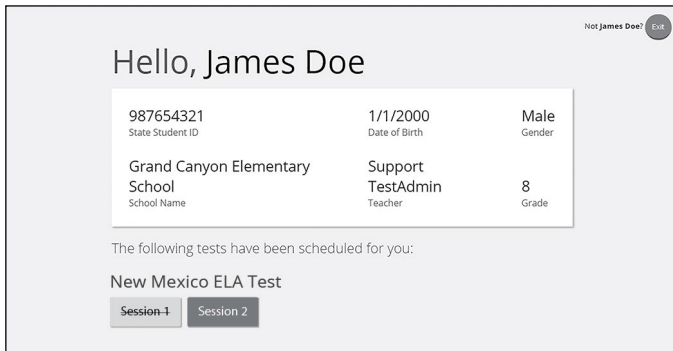 Not James Doe? Exit
Hello, James Doe
987654321 1/1/2000 Male
State Student ID Date of Birth Gender
Grand Canyon Elementary Support
School TestAdmin 8
School Name Teacher Grade
The following tests have been scheduled for you:
New Mexico ELA Test
Session 1 Session 2